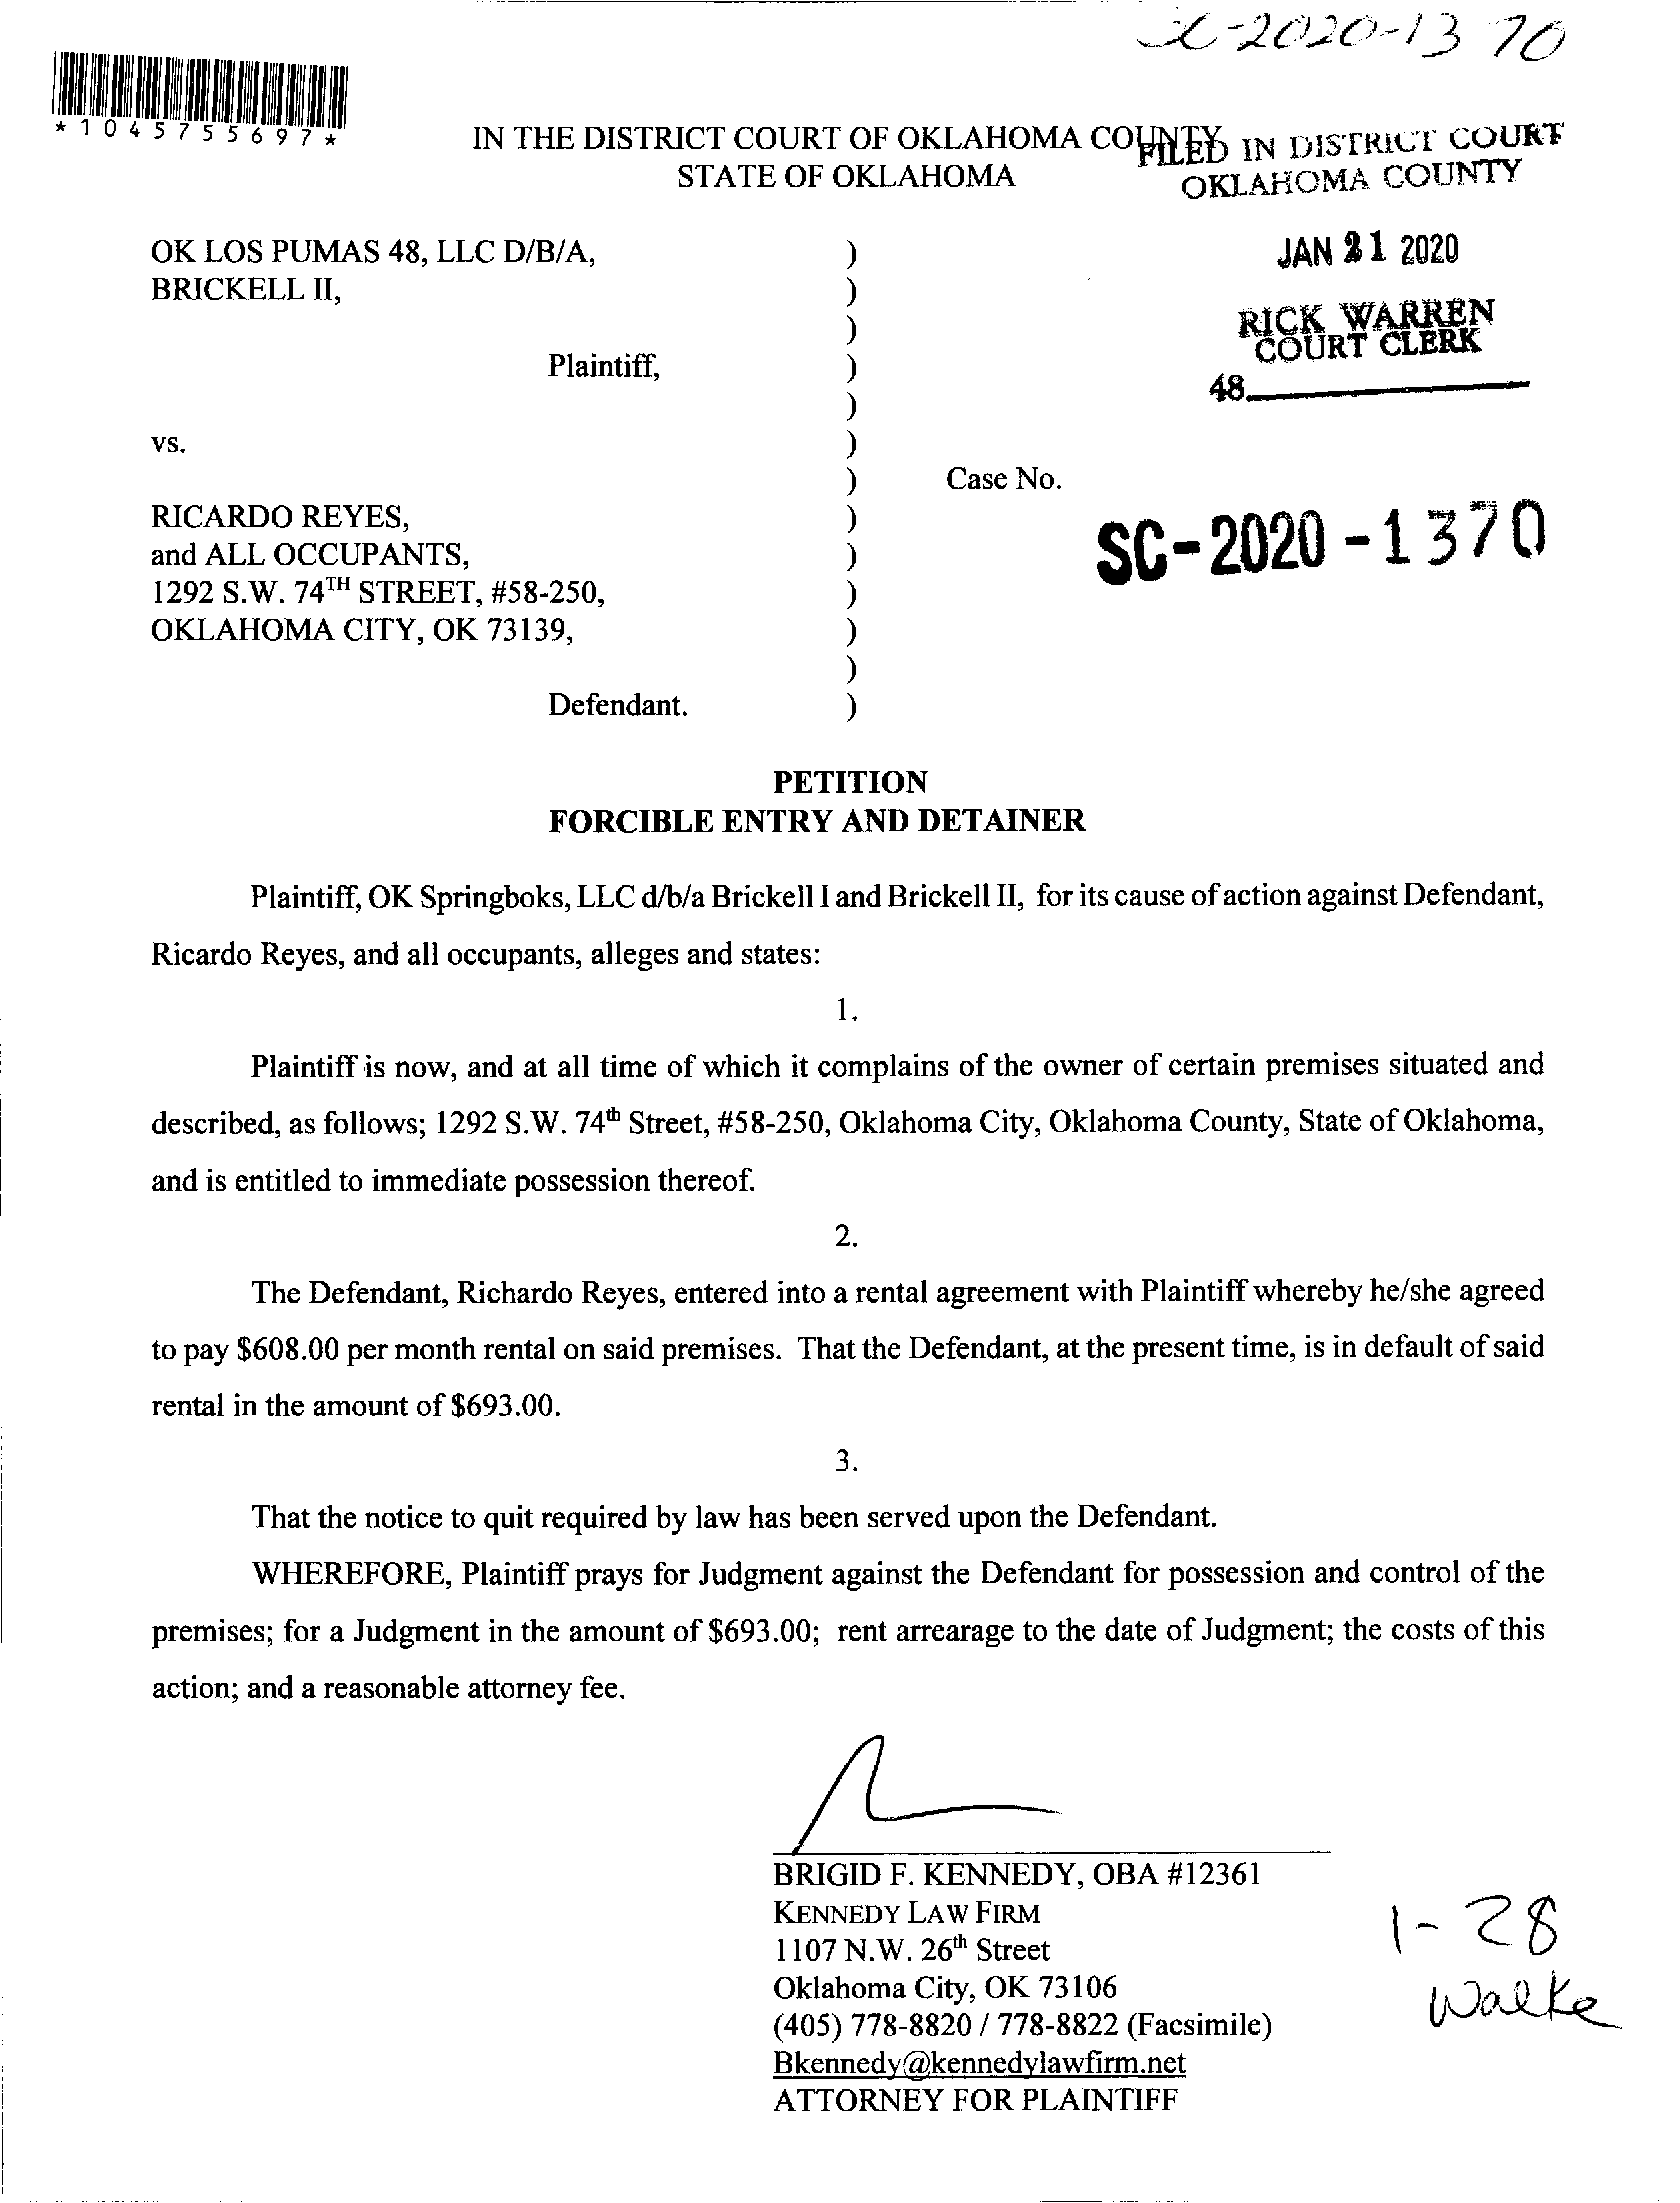 SC-2020-1370
*1045755697*
IN THE DISTRICT COURT OF OKLAHOMA COUNTY
STATE OF OKLAHOMA
FILED IN DISTRICT COURT
OKLAHOMA COUNTY
JAN 21 2020
RICK WARREN
COURT CLERK
48
OK LOS PUMAS 48, LLC D/B/A, )
BRICKELL II, )
)
Plaintiff, )
)
vs. )
) Case No.
RICARDO REYES, )
and ALL OCCUPANTS, )
1292 S.W. 74TH STREET, #58-250, )
OKLAHOMA CITY, OK 73139, )
)
Defendant. )
SC-2020-1370
PETITION
FORCIBLE ENTRY AND DETAINER
Plaintiff, OK Springboks, LLC d/b/a Brickell I and Brickell II, for its cause of action against Defendant,
Ricardo Reyes, and all occupants, alleges and states:
1.
Plaintiff is now, and at all time of which it complains of the owner of certain premises situated and
described, as follows; 1292 S.W. 74th Street, #58-250, Oklahoma City, Oklahoma County, State of Oklahoma,
and is entitled to immediate possession thereof.
2.
The Defendant, Richardo Reyes, entered into a rental agreement with Plaintiff whereby he/she agreed
to pay $608.00 per month rental on said premises. That the Defendant, at the present time, is in default of said
rental in the amount of $693.00.
3.
That the notice to quit required by law has been served upon the Defendant.
WHEREFORE, Plaintiff prays for Judgment against the Defendant for possession and control of the
premises; for a Judgment in the amount of $693.00; rent arrearage to the date of Judgment; the costs of this
action; and a reasonable attorney fee.
BRIGID F. KENNEDY, OBA #12361
KENNEDY LAW FIRM
1107 N.W. 26th Street
Oklahoma City, OK 73106
(405) 778-8820 / 778-8822 (Facsimile)
Bkennedy@kennedylawfirm.net
ATTORNEY FOR PLAINTIFF
1-28
Walke